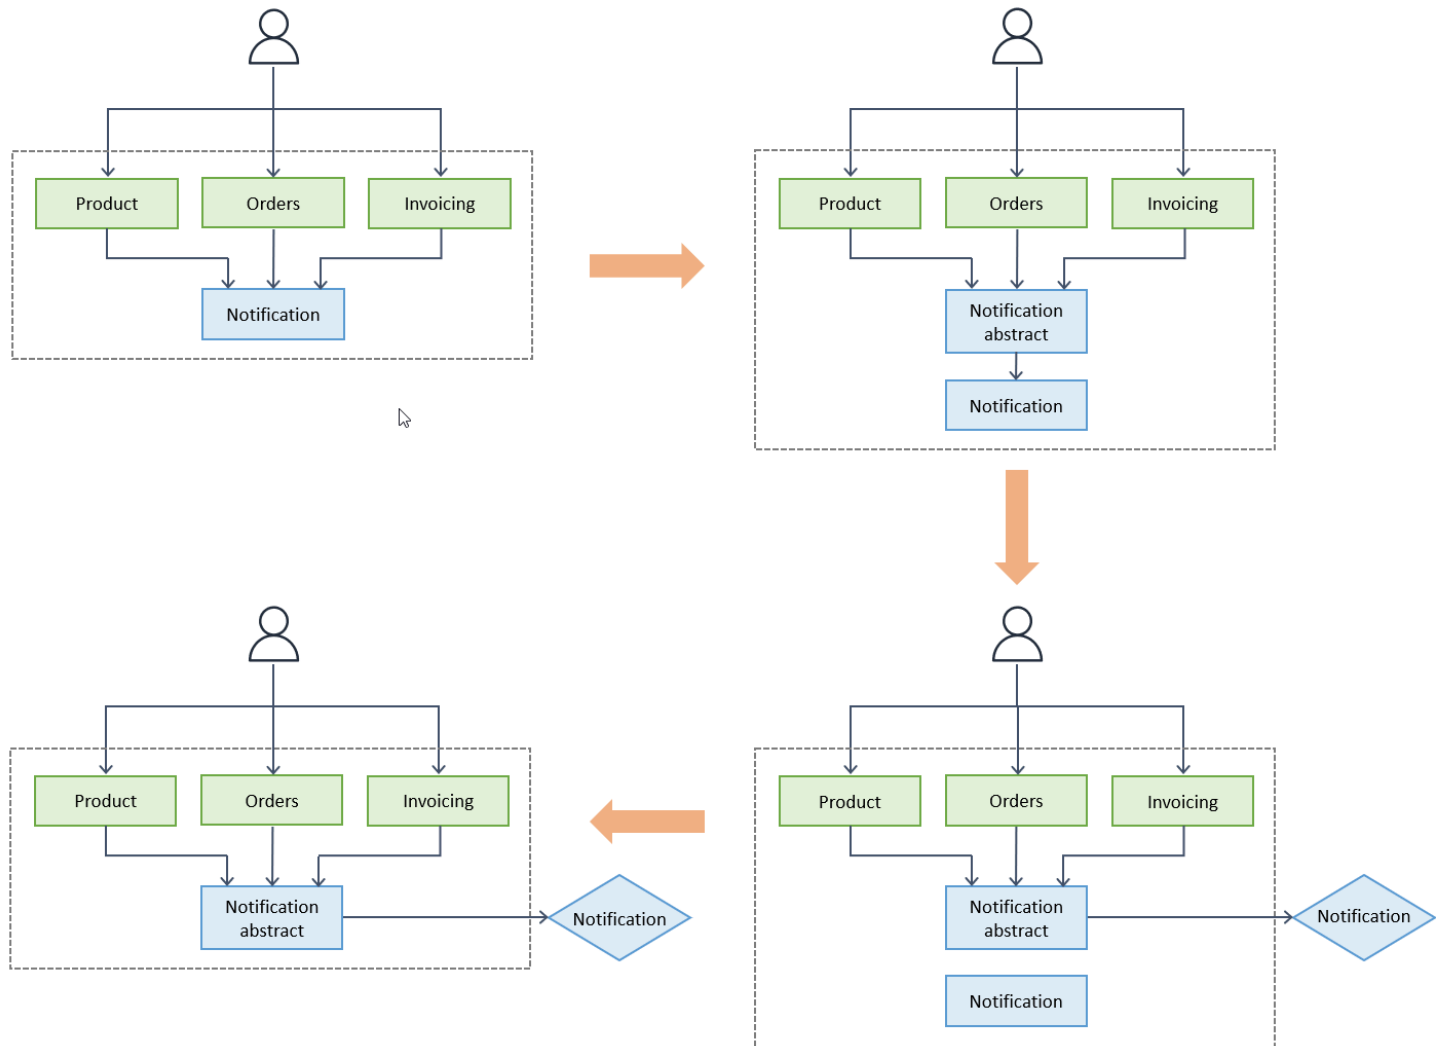 Product
Orders
Invoicing
Notification
Product
Orders
Invoicing
Notification
abstract
Notification
Product
Orders
Invoicing
Notification
abstract
Notification
Product
Orders
Invoicing
Notification
abstract
Notification
Notification